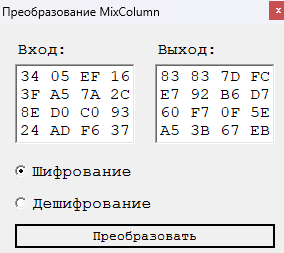 Преобразование MixColumn
x
Вход: Выход:
34 05 EF 16 83 83 7D FC
3F A5 7A 2C E7 92 B6 D7
8E D0 C0 93 60 F7 0F 5E
24 AD F6 37 A5 3B 67 EB
Шифрование
Дешифрование
Преобразовать